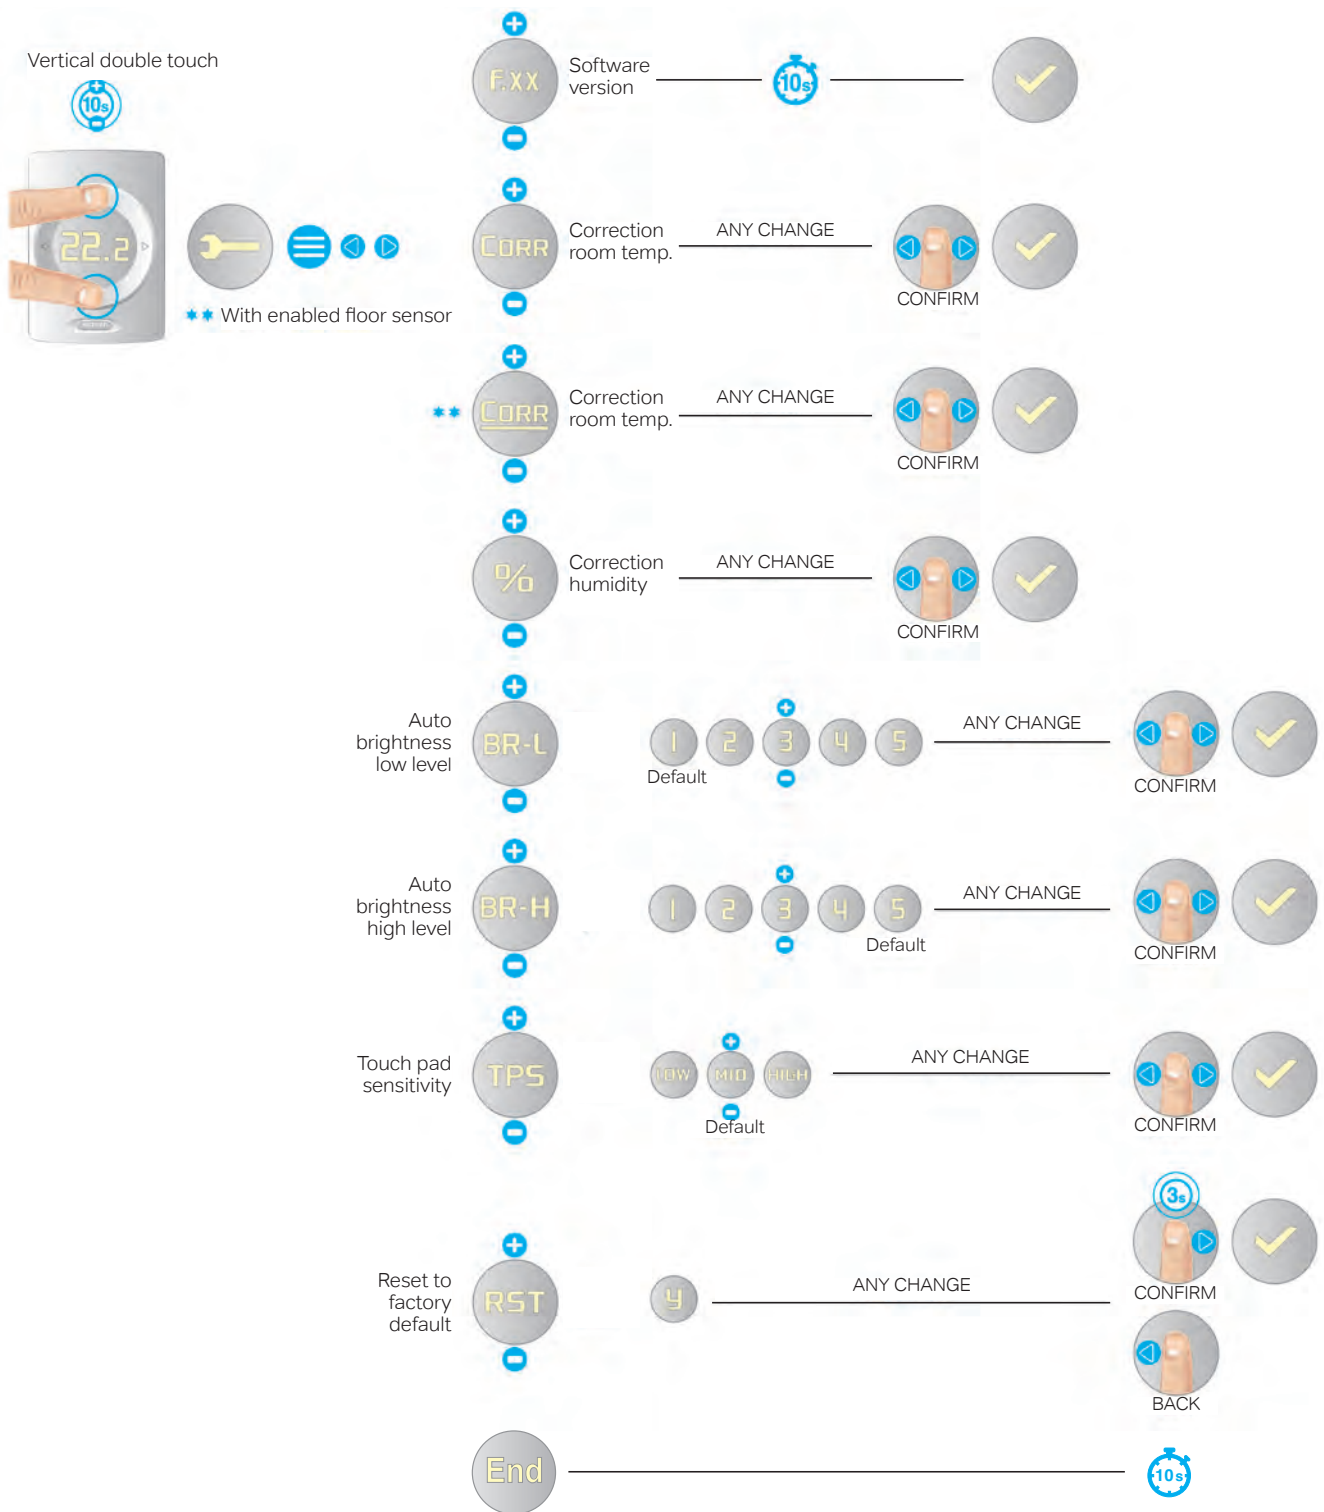 Vertical double touch
10s
22.2
** With enabled floor sensor
F.XX
Software
version
10s
CORR
Correction
room temp.
ANY CHANGE
CONFIRM
**
CORR
Correction
room temp.
ANY CHANGE
CONFIRM
%
Correction
humidity
ANY CHANGE
CONFIRM
Auto
brightness
low level
BR-L
1 2 3 4 5
Default
ANY CHANGE
CONFIRM
Auto
brightness
high level
BR-H
1 2 3 4 5
Default
ANY CHANGE
CONFIRM
Touch pad
sensitivity
TPS
LOW MID HIGH
Default
ANY CHANGE
CONFIRM
Reset to
factory
default
RST
y
ANY CHANGE
3s
CONFIRM
BACK
End
10s